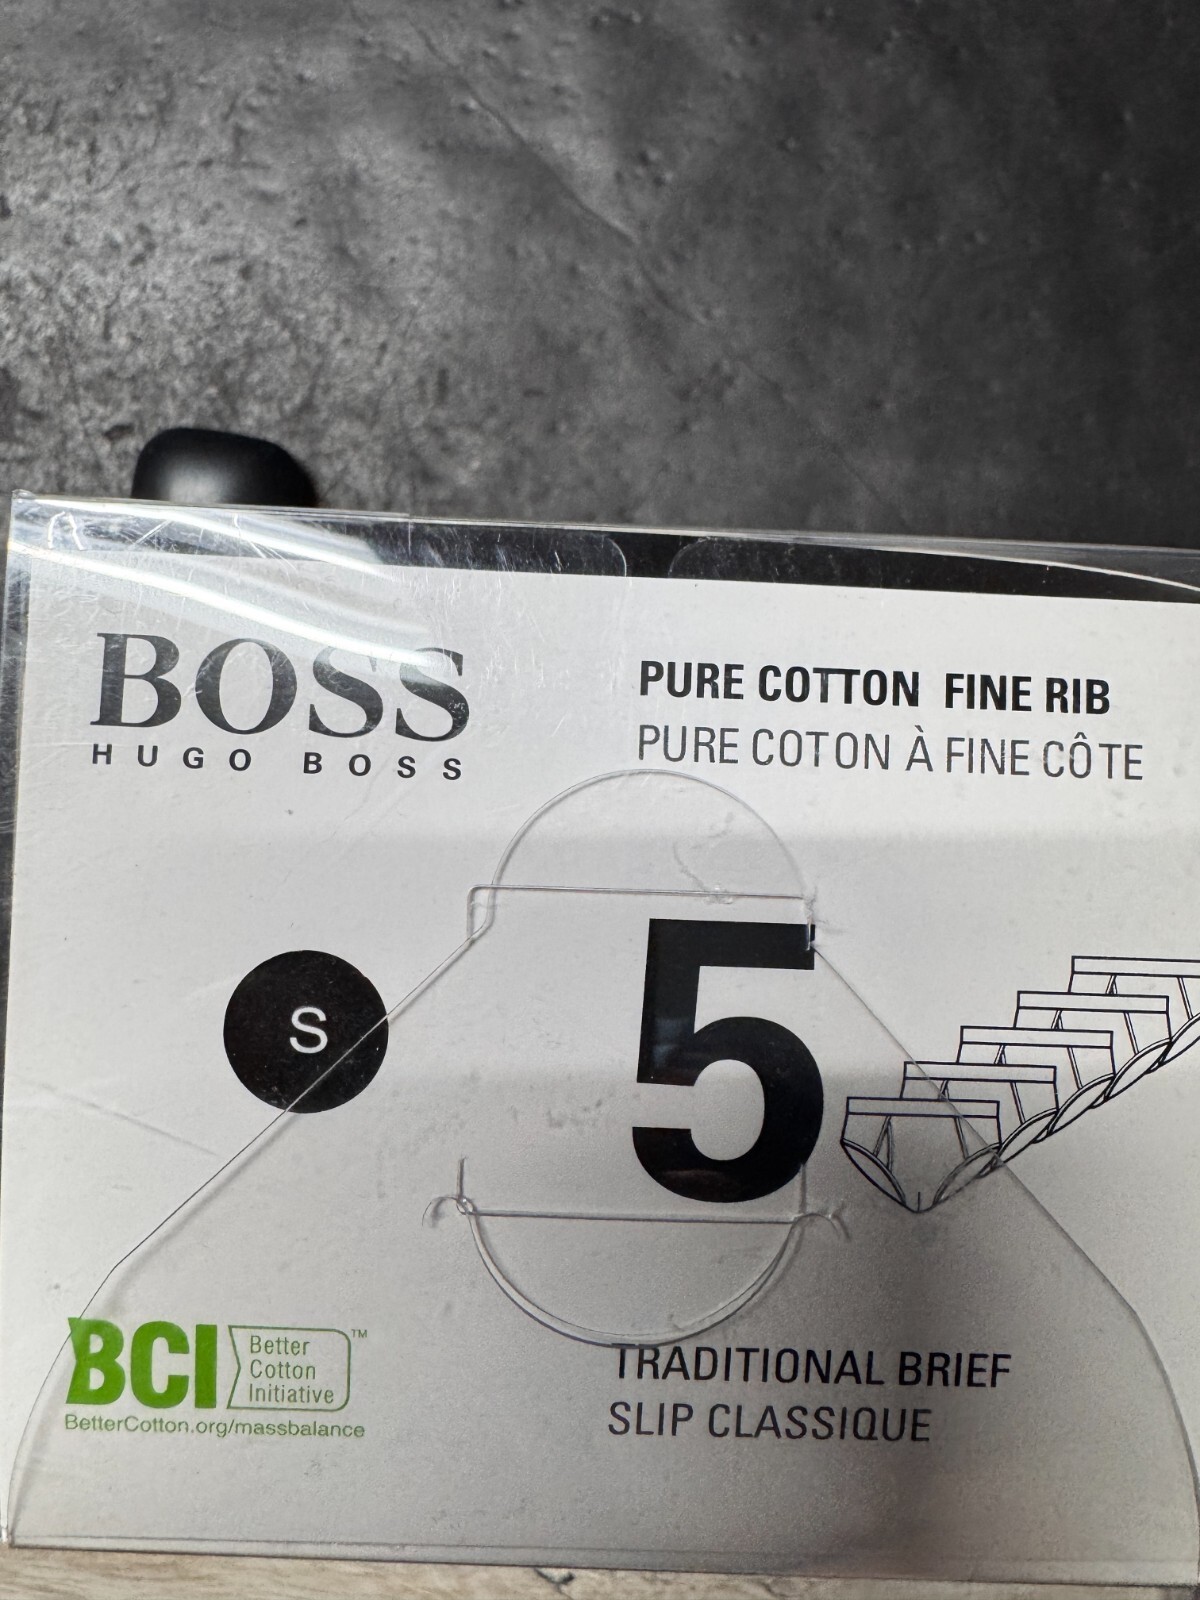 BOSS
HUGO BOSS
PURE COTTON FINE RIB
PURE COTON À FINE CÔTE
S
5
BCI
Better
Cotton
Initiative
TM
BetterCotton.org/massbalance
TRADITIONAL BRIEF
SLIP CLASSIQUE